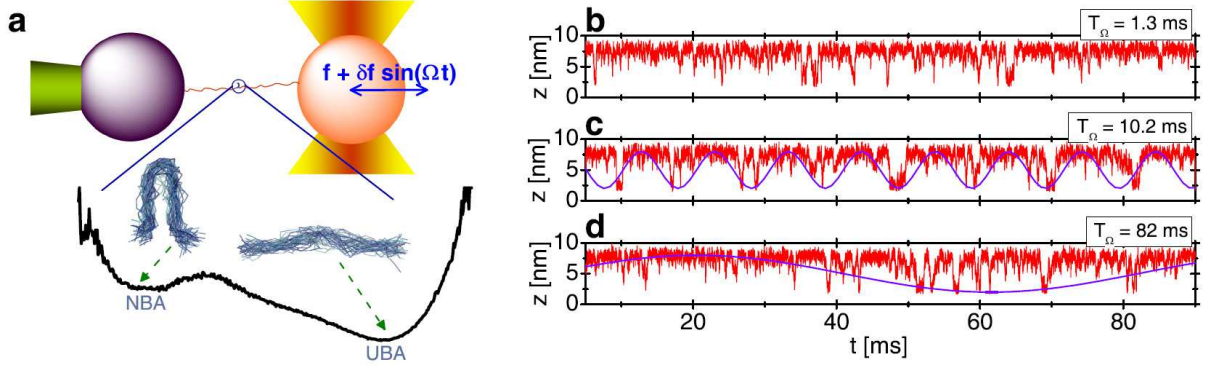 a
f + δf sin(Ωt)
NBA
UBA
b
T_Ω = 1.3 ms
z [nm]
10
5
0
c
T_Ω = 10.2 ms
z [nm]
10
5
0
d
T_Ω = 82 ms
z [nm]
10
5
0
20
40
60
80
t [ms]